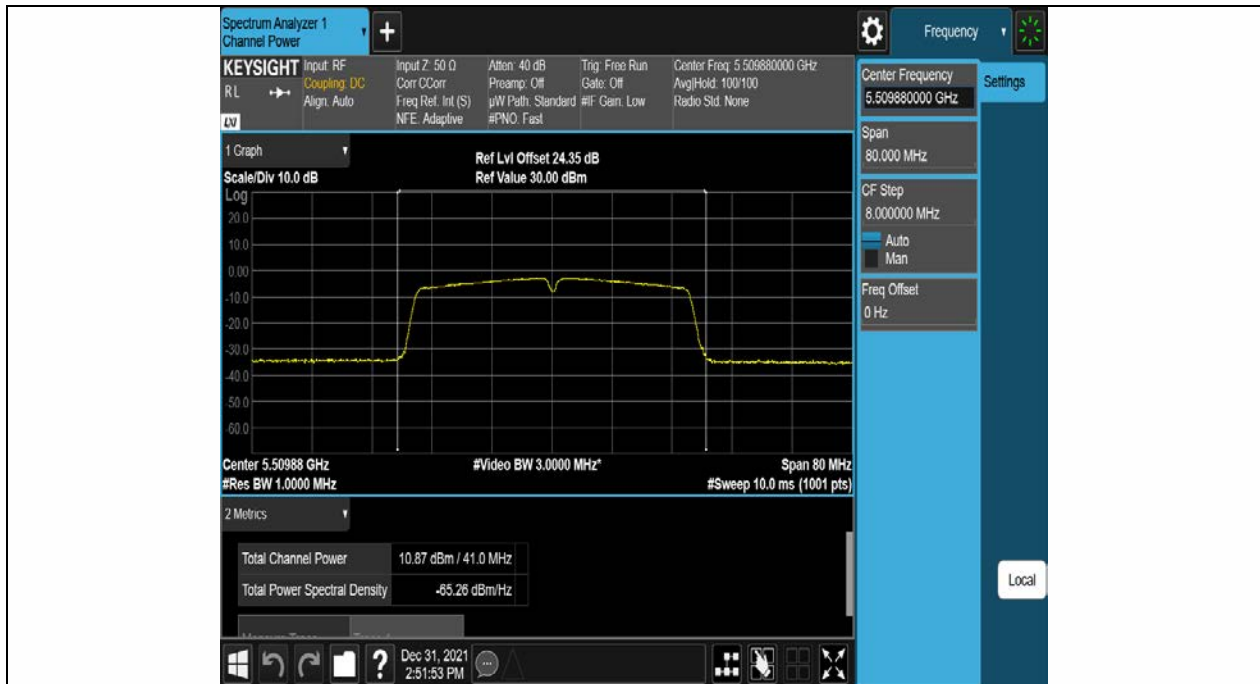 Spectrum Analyzer 1
Channel Power
+
Frequency
KEYSIGHT
RL
LXI
Input: RF
Coupling: DC
Align: Auto
Input Z: 50 Ω
Corr CCorr
Freq Ref: Int (S)
NFE: Adaptive
Atten: 40 dB
Preamp: Off
µW Path: Standard
#PNO: Fast
Trig: Free Run
Gate: Off
#IF Gain: Low
Center Freq: 5.509880000 GHz
Avg|Hold: 100/100
Radio Std: None
Center Frequency
5.509880000 GHz
Settings
Span
80.000 MHz
CF Step
8.000000 MHz
Auto
Man
Freq Offset
0 Hz
Local
1 Graph
Scale/Div 10.0 dB
Ref Lvl Offset 24.35 dB
Ref Value 30.00 dBm
Log
20.0
10.0
0.00
-10.0
-20.0
-30.0
-40.0
-50.0
-60.0
Center 5.50988 GHz
#Res BW 1.0000 MHz
#Video BW 3.0000 MHz*
Span 80 MHz
#Sweep 10.0 ms (1001 pts)
2 Metrics
Total Channel Power 10.87 dBm / 41.0 MHz
Total Power Spectral Density -65.26 dBm/Hz
?
Dec 31, 2021
2:51:53 PM